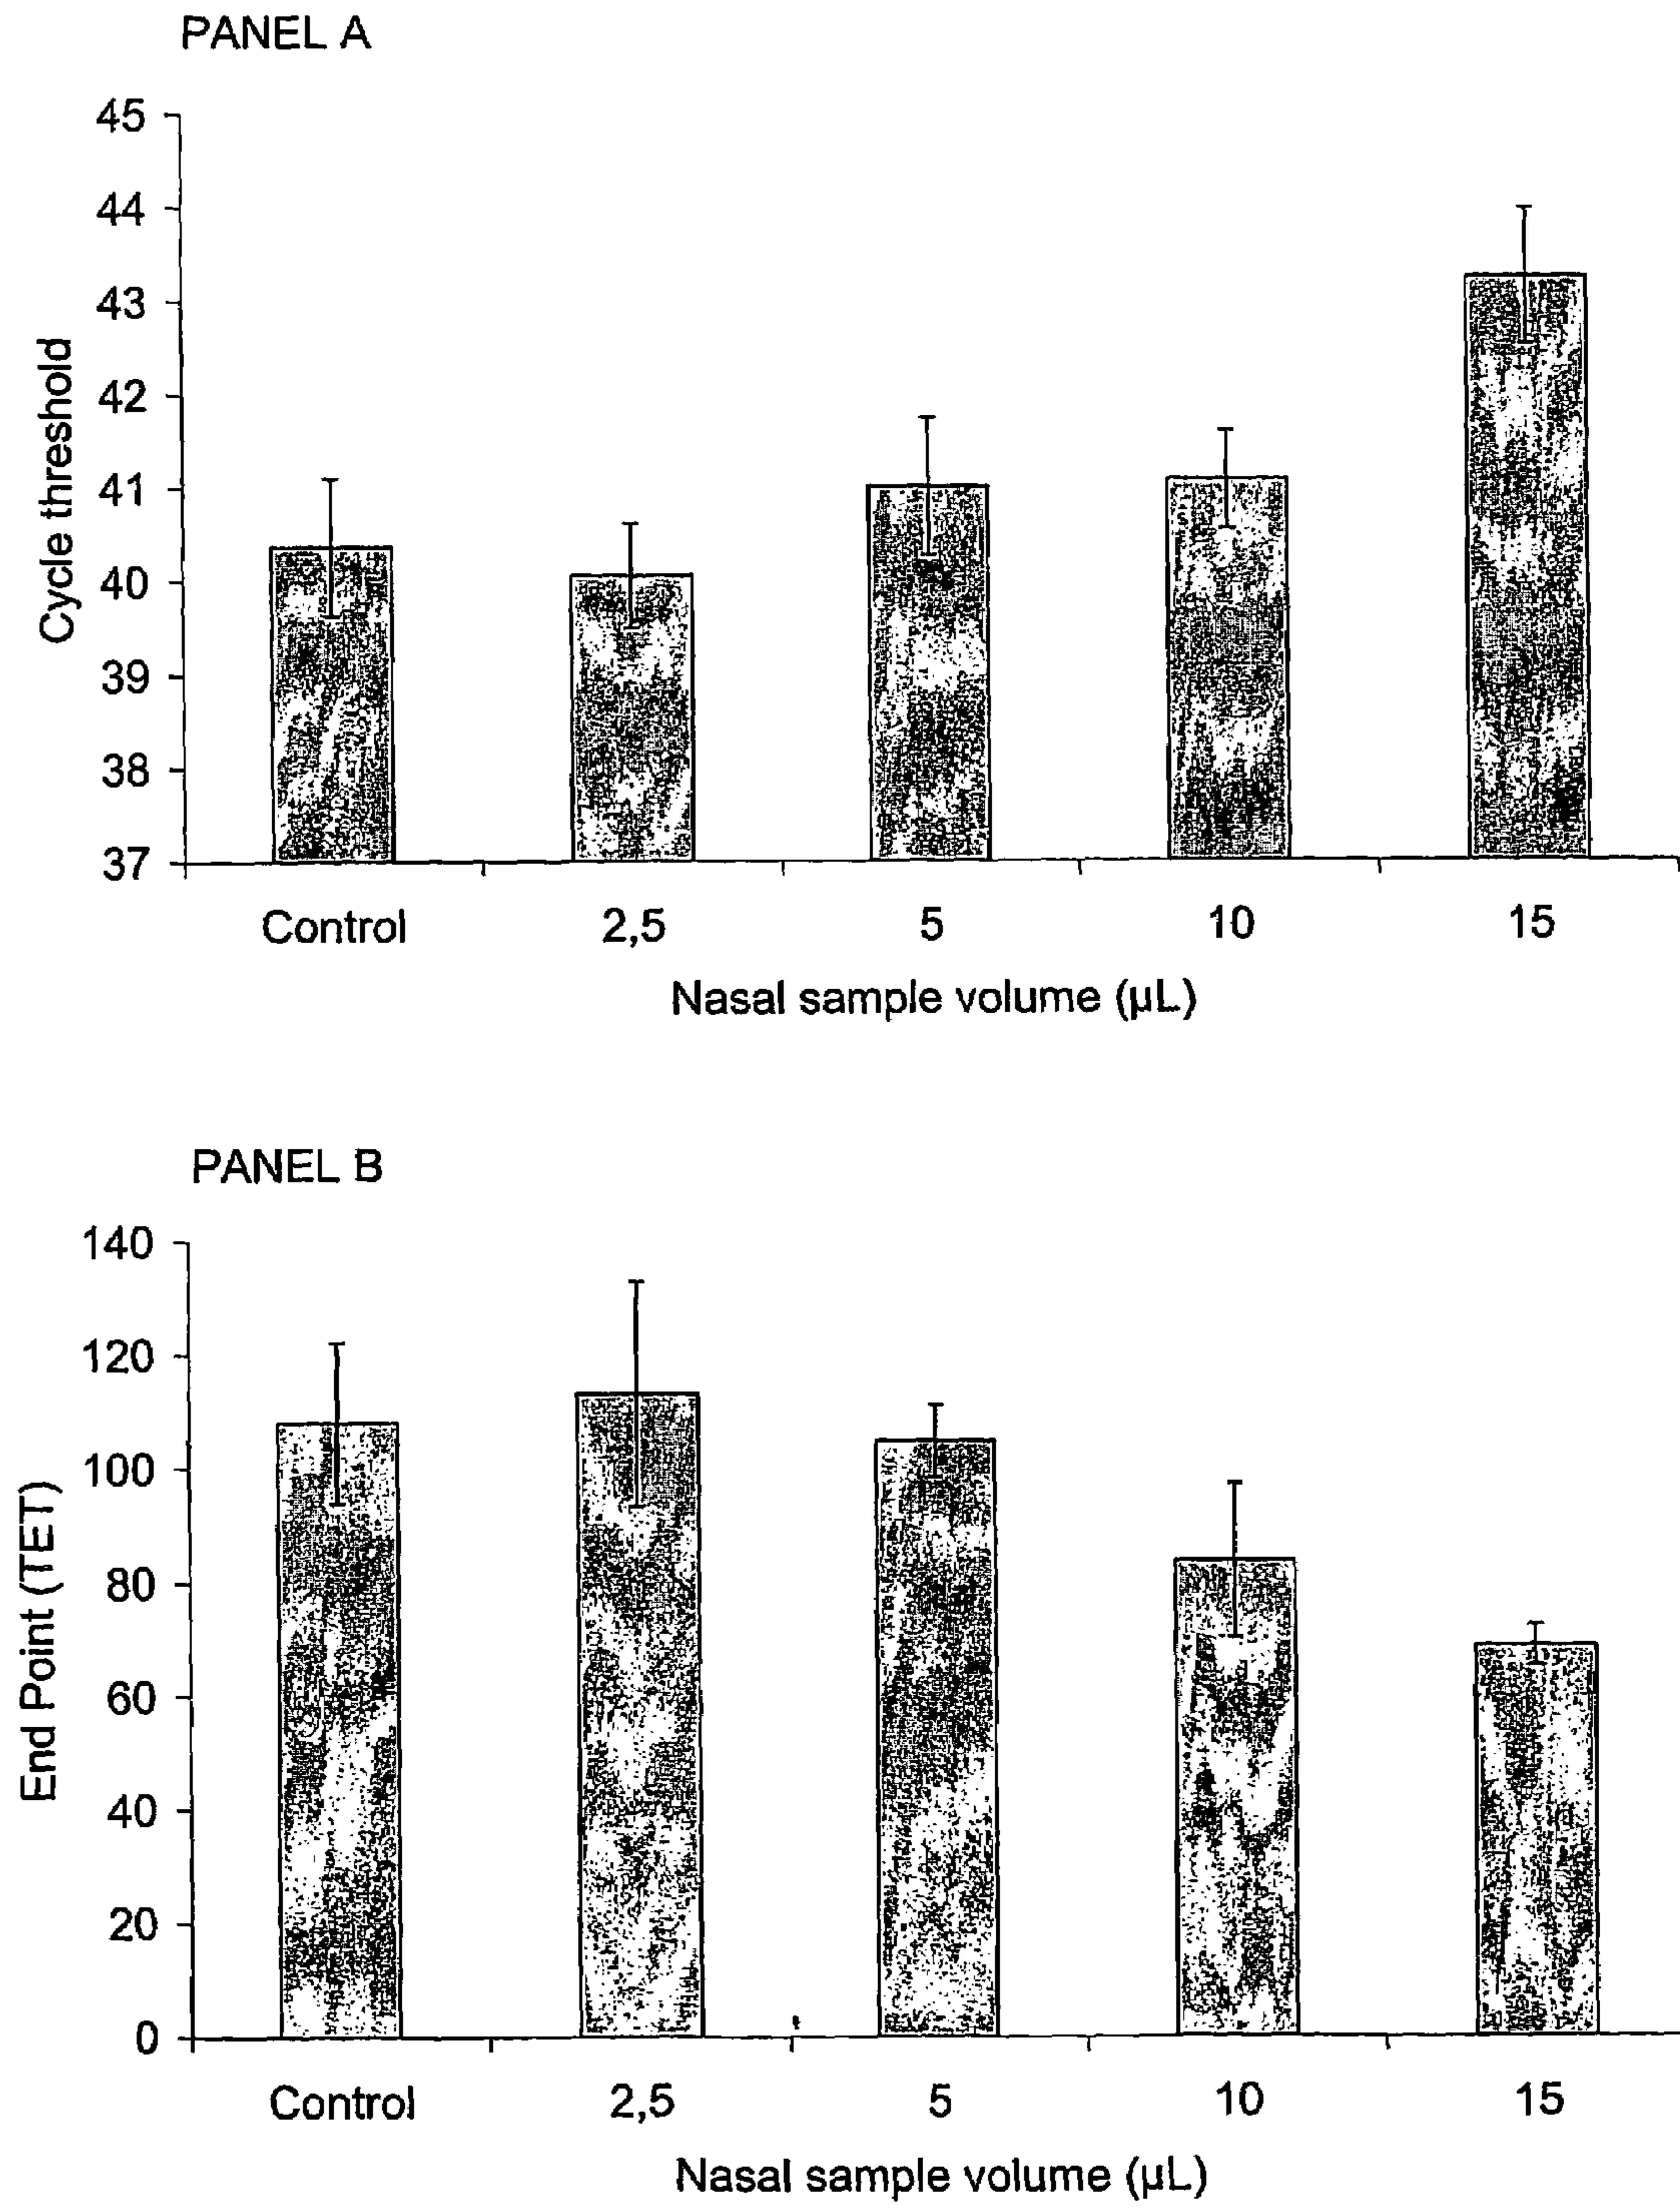 PANEL A
45
44
43
42
41
40
39
38
37
Cycle threshold
Control 2,5 5 10 15
Nasal sample volume (µL)
PANEL B
140
120
100
80
60
40
20
0
End Point (TET)
Control 2,5 5 10 15
Nasal sample volume (µL)